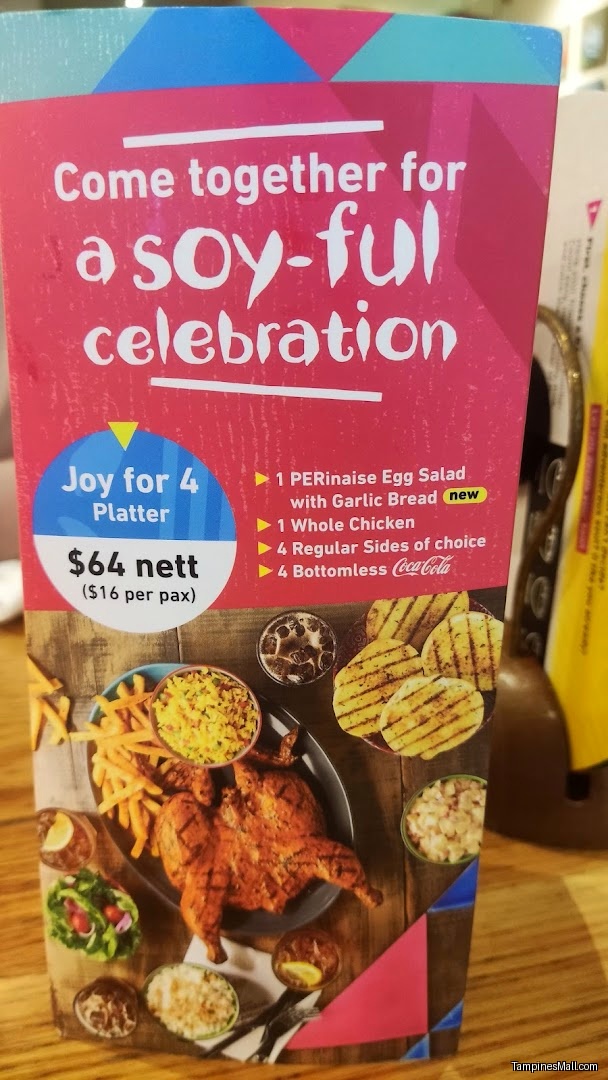 Come together for
a soy-ful
celebration
Joy for 4
Platter
$64 nett
($16 per pax)
1 PERinaise Egg Salad
with Garlic Bread new
1 Whole Chicken
4 Regular Sides of choice
4 Bottomless Coca-Cola
TampinesMall.com